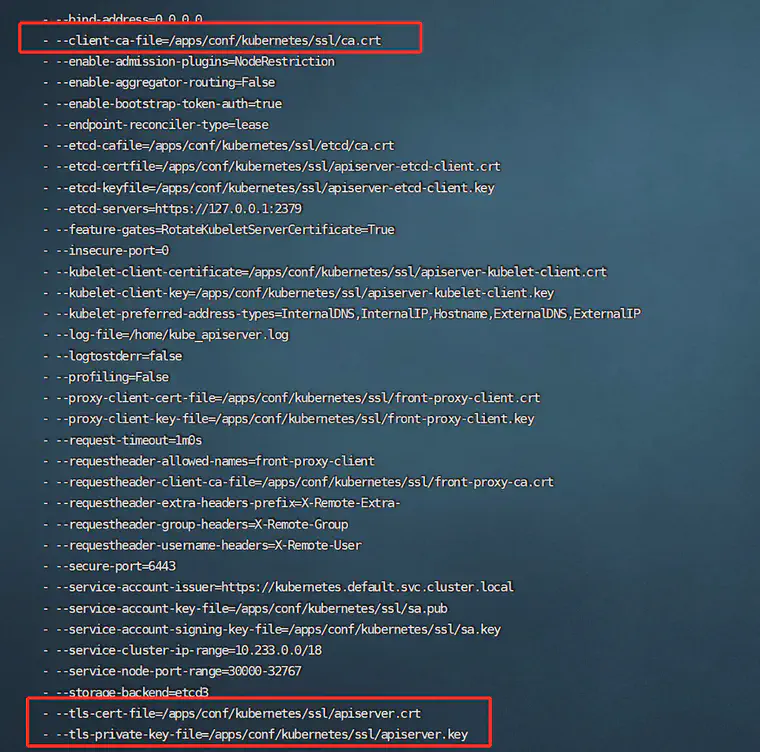 - --bind-address=0.0.0.0
- --client-ca-file=/apps/conf/kubernetes/ssl/ca.crt
- --enable-admission-plugins=NodeRestriction
- --enable-aggregator-routing=False
- --enable-bootstrap-token-auth=true
- --endpoint-reconciler-type=lease
- --etcd-cafile=/apps/conf/kubernetes/ssl/etcd/ca.crt
- --etcd-certfile=/apps/conf/kubernetes/ssl/apiserver-etcd-client.crt
- --etcd-keyfile=/apps/conf/kubernetes/ssl/apiserver-etcd-client.key
- --etcd-servers=https://127.0.0.1:2379
- --feature-gates=RotateKubeletServerCertificate=True
- --insecure-port=0
- --kubelet-client-certificate=/apps/conf/kubernetes/ssl/apiserver-kubelet-client.crt
- --kubelet-client-key=/apps/conf/kubernetes/ssl/apiserver-kubelet-client.key
- --kubelet-preferred-address-types=InternalDNS,InternalIP,Hostname,ExternalDNS,ExternalIP
- --log-file=/home/kube_apiserver.log
- --logtostderr=false
- --profiling=False
- --proxy-client-cert-file=/apps/conf/kubernetes/ssl/front-proxy-client.crt
- --proxy-client-key-file=/apps/conf/kubernetes/ssl/front-proxy-client.key
- --request-timeout=1m0s
- --requestheader-allowed-names=front-proxy-client
- --requestheader-client-ca-file=/apps/conf/kubernetes/ssl/front-proxy-ca.crt
- --requestheader-extra-headers-prefix=X-Remote-Extra-
- --requestheader-group-headers=X-Remote-Group
- --requestheader-username-headers=X-Remote-User
- --secure-port=6443
- --service-account-issuer=https://kubernetes.default.svc.cluster.local
- --service-account-key-file=/apps/conf/kubernetes/ssl/sa.pub
- --service-account-signing-key-file=/apps/conf/kubernetes/ssl/sa.key
- --service-cluster-ip-range=10.233.0.0/18
- --service-node-port-range=30000-32767
- --storage-backend=etcd3
- --tls-cert-file=/apps/conf/kubernetes/ssl/apiserver.crt
- --tls-private-key-file=/apps/conf/kubernetes/ssl/apiserver.key